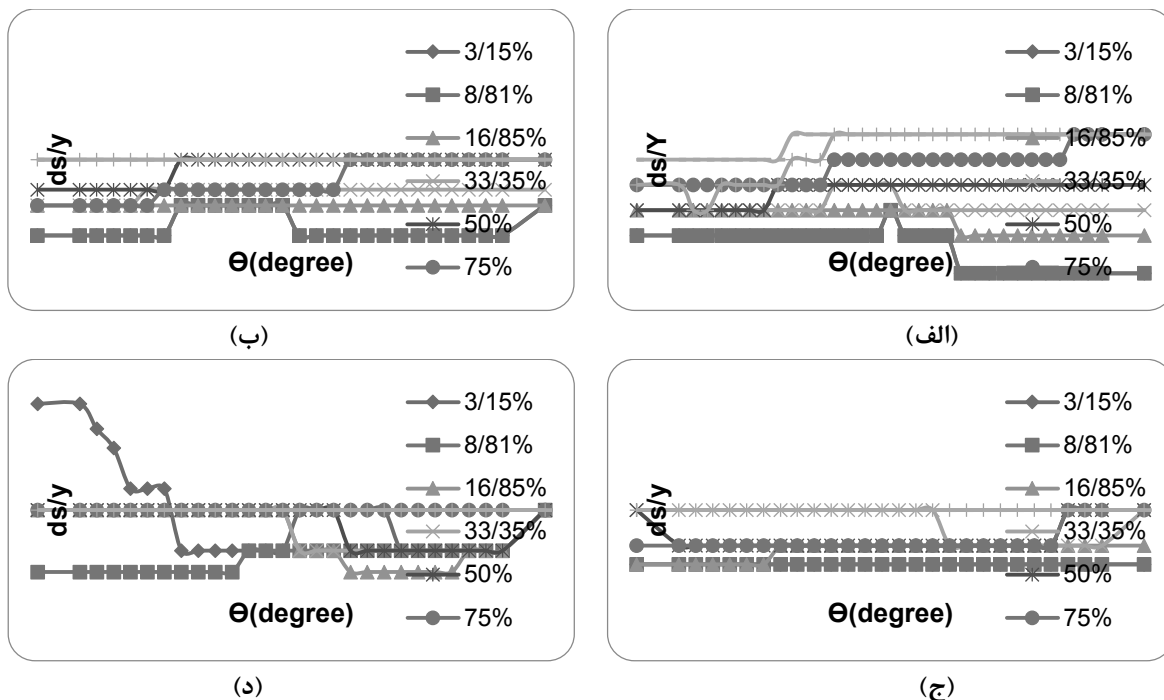 ds/Y
Ɵ(degree)
3/15%
8/81%
16/85%
33/35%
50%
75%
(الف)
ds/y
Ɵ(degree)
3/15%
8/81%
16/85%
33/35%
50%
75%
(ب)
ds/y
Ɵ(degree)
3/15%
8/81%
16/85%
33/35%
50%
75%
(ج)
ds/y
Ɵ(degree)
3/15%
8/81%
16/85%
33/35%
50%
75%
(د)